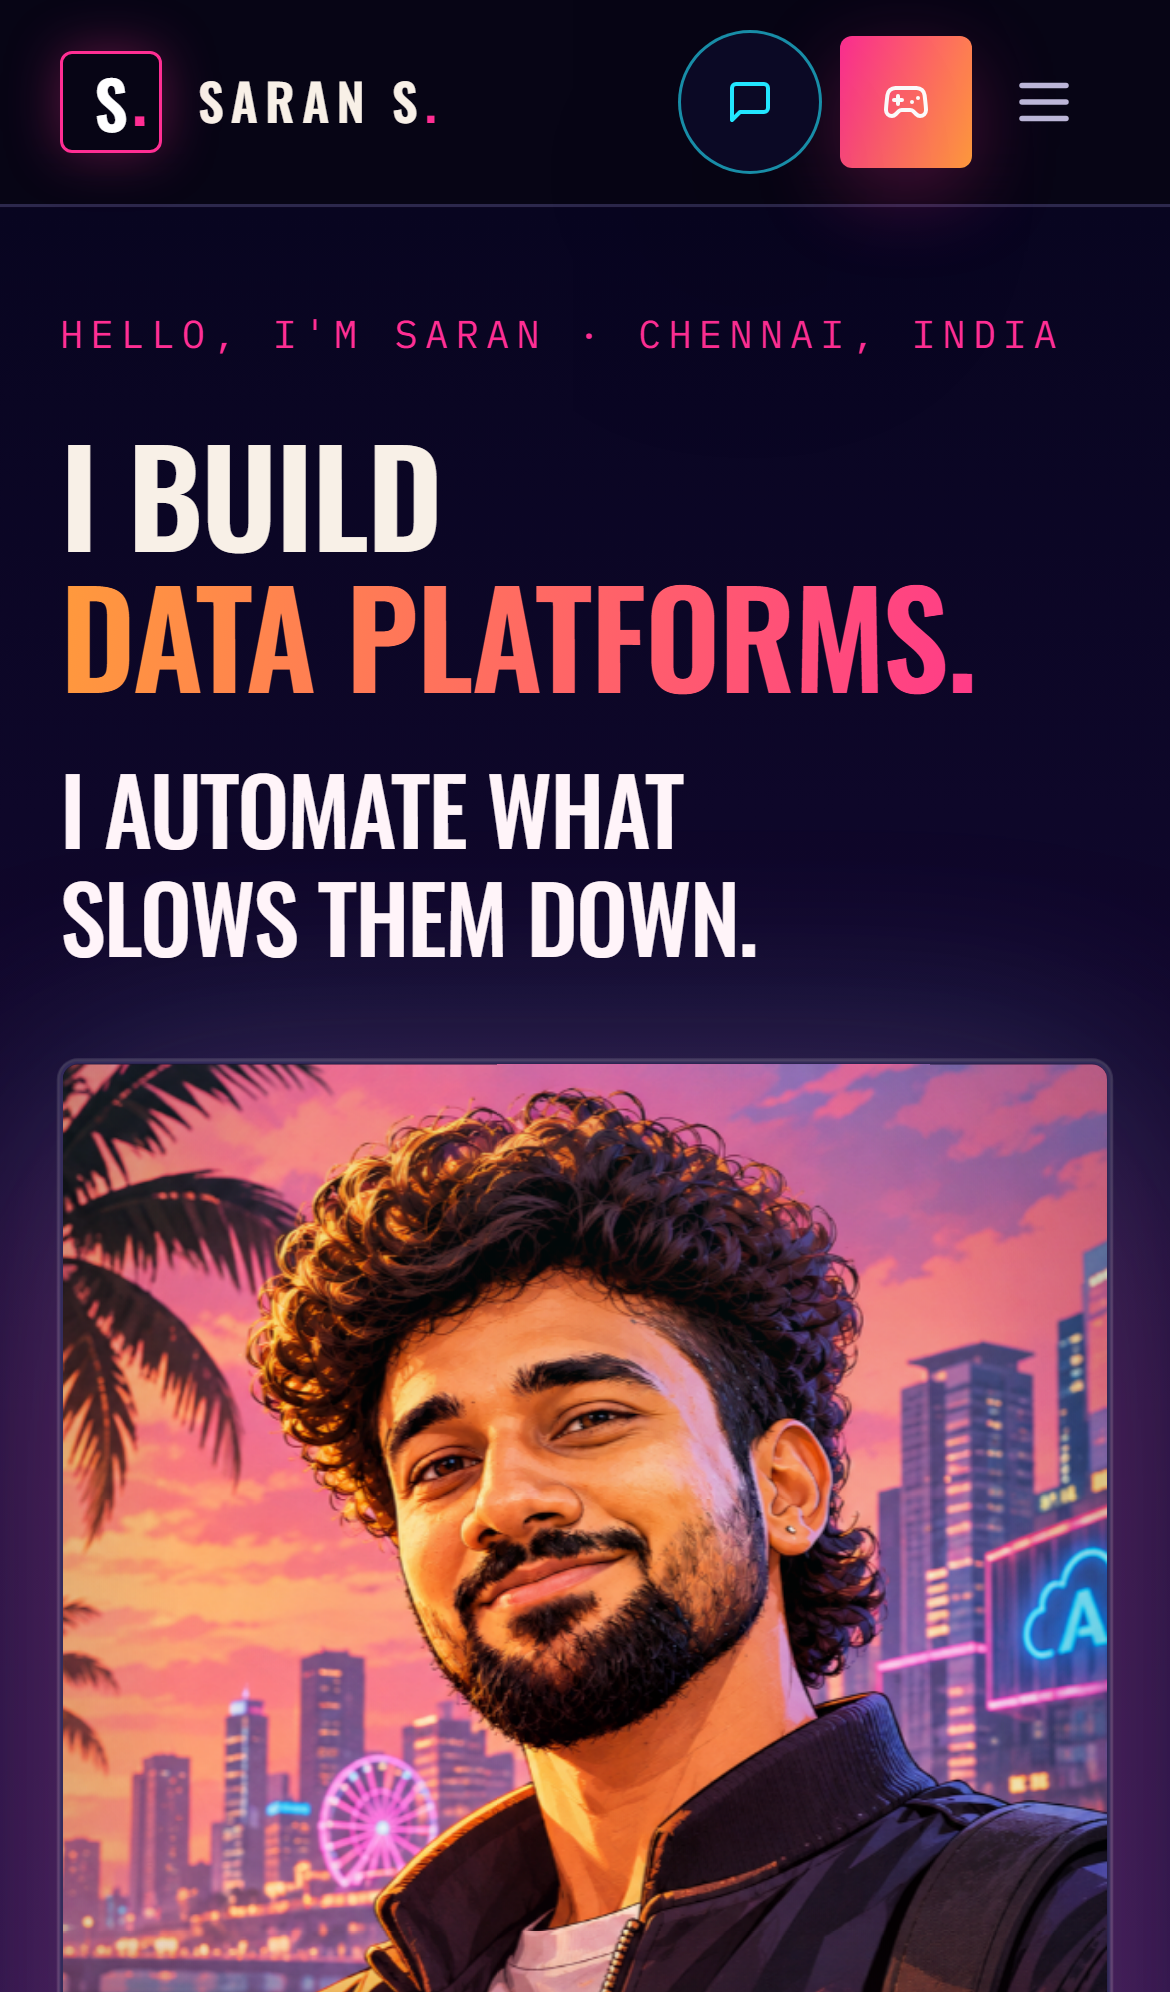 S.
SARAN S.
HELLO, I'M SARAN · CHENNAI, INDIA
I BUILD
DATA PLATFORMS.
I AUTOMATE WHAT
SLOWS THEM DOWN.
A